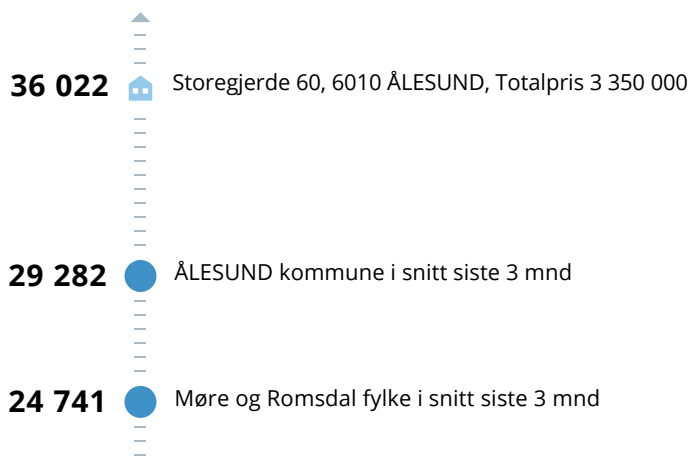 36 022 Storegjerde 60, 6010 ÅLESUND, Totalpris 3 350 000
29 282 ÅLESUND kommune i snitt siste 3 mnd
24 741 Møre og Romsdal fylke i snitt siste 3 mnd